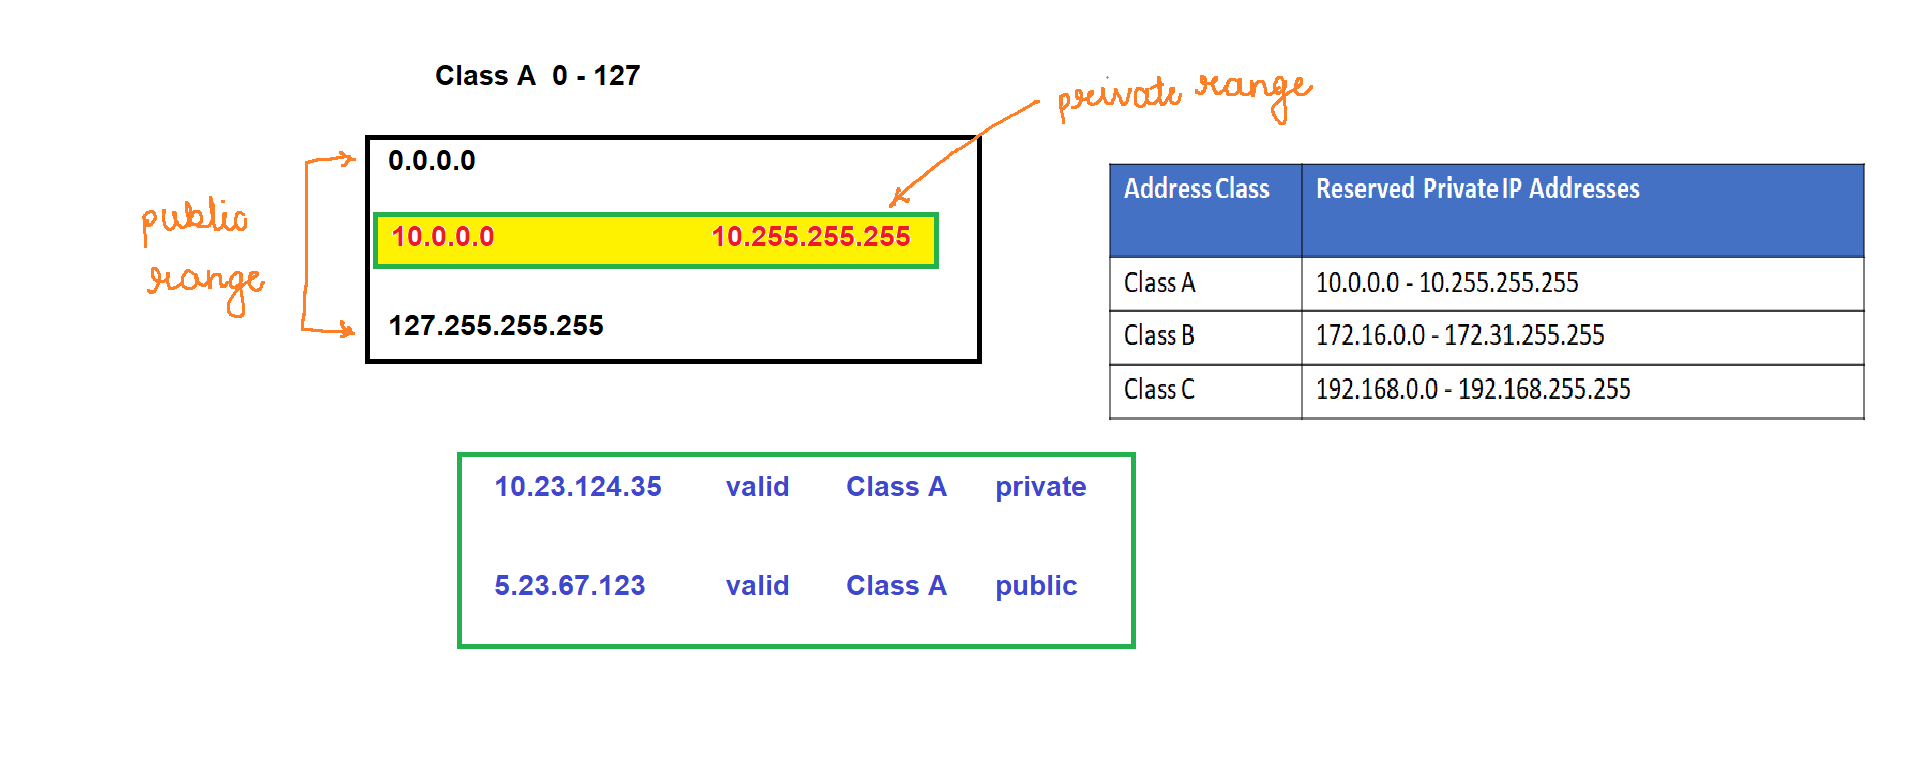 Class A 0 - 127
private range
public
range
0.0.0.0
10.0.0.0 10.255.255.255
127.255.255.255
Address Class Reserved Private IP Addresses
Class A 10.0.0.0 - 10.255.255.255
Class B 172.16.0.0 - 172.31.255.255
Class C 192.168.0.0 - 192.168.255.255
10.23.124.35 valid Class A private
5.23.67.123 valid Class A public